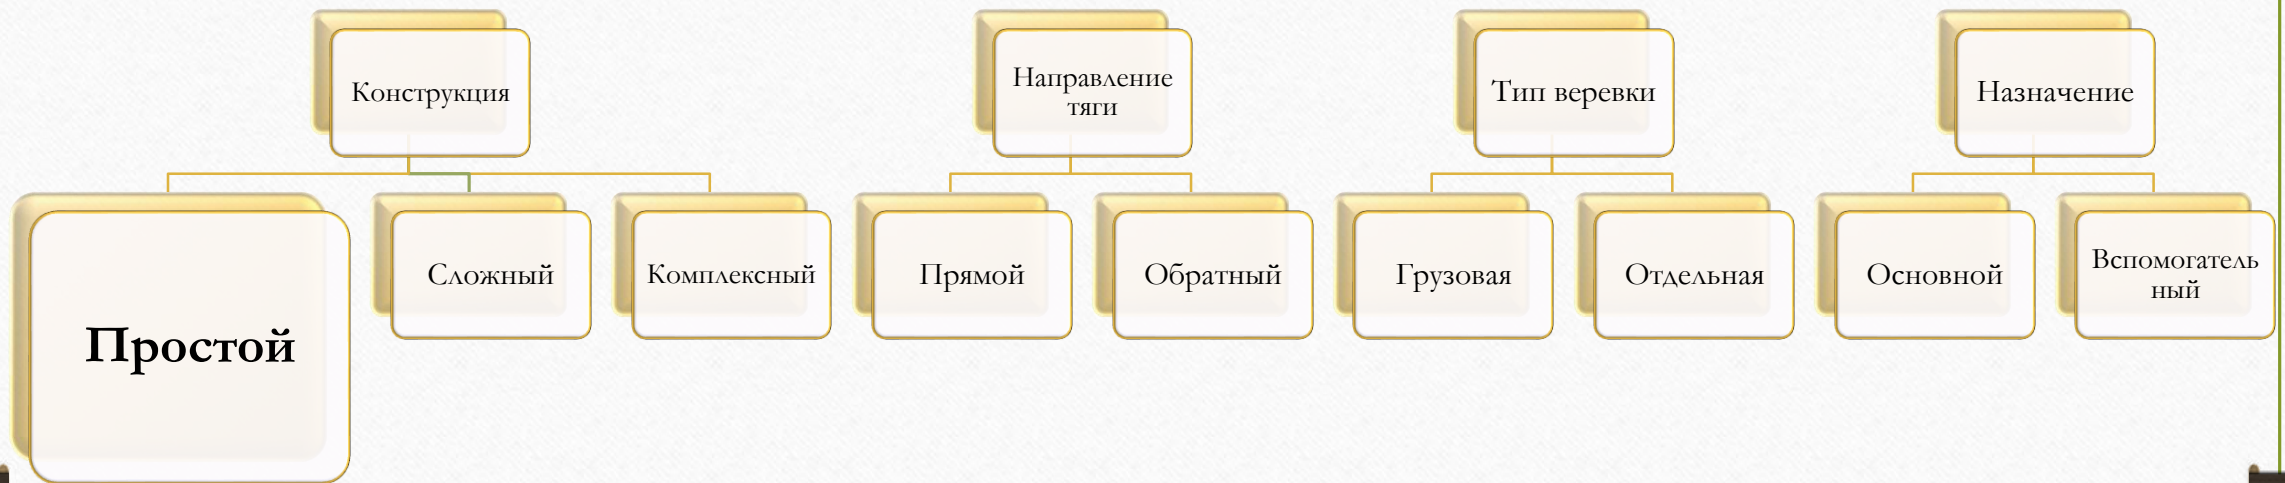 Конструкция
Направление
тяги
Тип веревки
Назначение
Простой
Сложный
Комплексный
Прямой
Обратный
Грузовая
Отдельная
Основной
Вспомогатель
ный